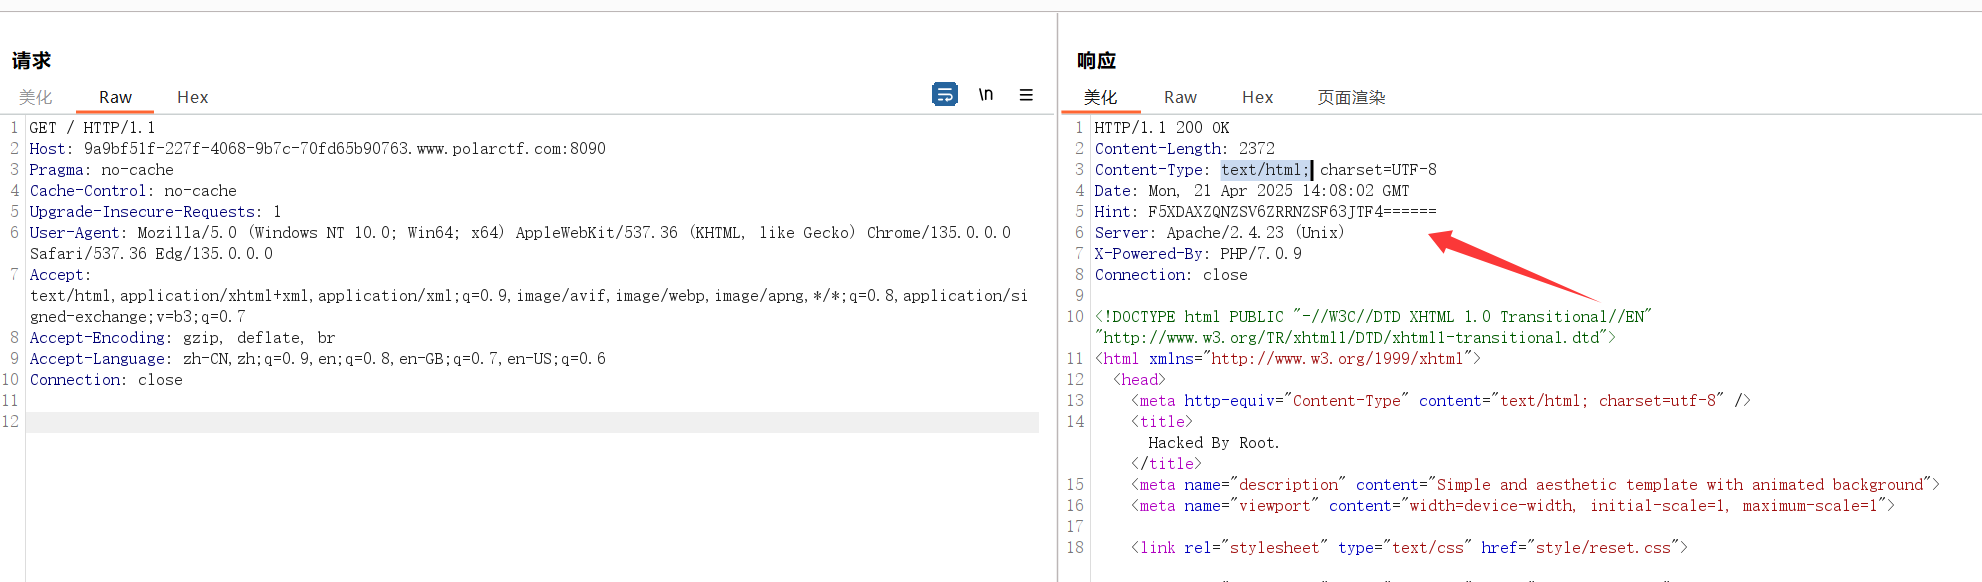 请求
美化 Raw Hex
\n
1 GET / HTTP/1.1
2 Host: 9a9bf51f-227f-4068-9b7c-70fd65b90763.www.polarctf.com:8090
3 Pragma: no-cache
4 Cache-Control: no-cache
5 Upgrade-Insecure-Requests: 1
6 User-Agent: Mozilla/5.0 (Windows NT 10.0; Win64; x64) AppleWebKit/537.36 (KHTML, like Gecko) Chrome/135.0.0.0
Safari/537.36 Edg/135.0.0.0
7 Accept:
text/html,application/xhtml+xml,application/xml;q=0.9,image/avif,image/webp,image/apng,*/*;q=0.8,application/si
gned-exchange;v=b3;q=0.7
8 Accept-Encoding: gzip, deflate, br
9 Accept-Language: zh-CN,zh;q=0.9,en;q=0.8,en-GB;q=0.7,en-US;q=0.6
10 Connection: close
11
12
响应
美化 Raw Hex 页面渲染
1 HTTP/1.1 200 OK
2 Content-Length: 2372
3 Content-Type: text/html; charset=UTF-8
4 Date: Mon, 21 Apr 2025 14:08:02 GMT
5 Hint: F5XDAXZQNZSV6ZRRNZSF63JTF4======
6 Server: Apache/2.4.23 (Unix)
7 X-Powered-By: PHP/7.0.9
8 Connection: close
9
10 <!DOCTYPE html PUBLIC "-//W3C//DTD XHTML 1.0 Transitional//EN"
"http://www.w3.org/TR/xhtml1/DTD/xhtml1-transitional.dtd">
11 <html xmlns="http://www.w3.org/1999/xhtml">
12 <head>
13 <meta http-equiv="Content-Type" content="text/html; charset=utf-8" />
14 <title>
Hacked By Root.
</title>
15 <meta name="description" content="Simple and aesthetic template with animated background">
16 <meta name="viewport" content="width=device-width, initial-scale=1, maximum-scale=1">
17
18 <link rel="stylesheet" type="text/css" href="style/reset.css">